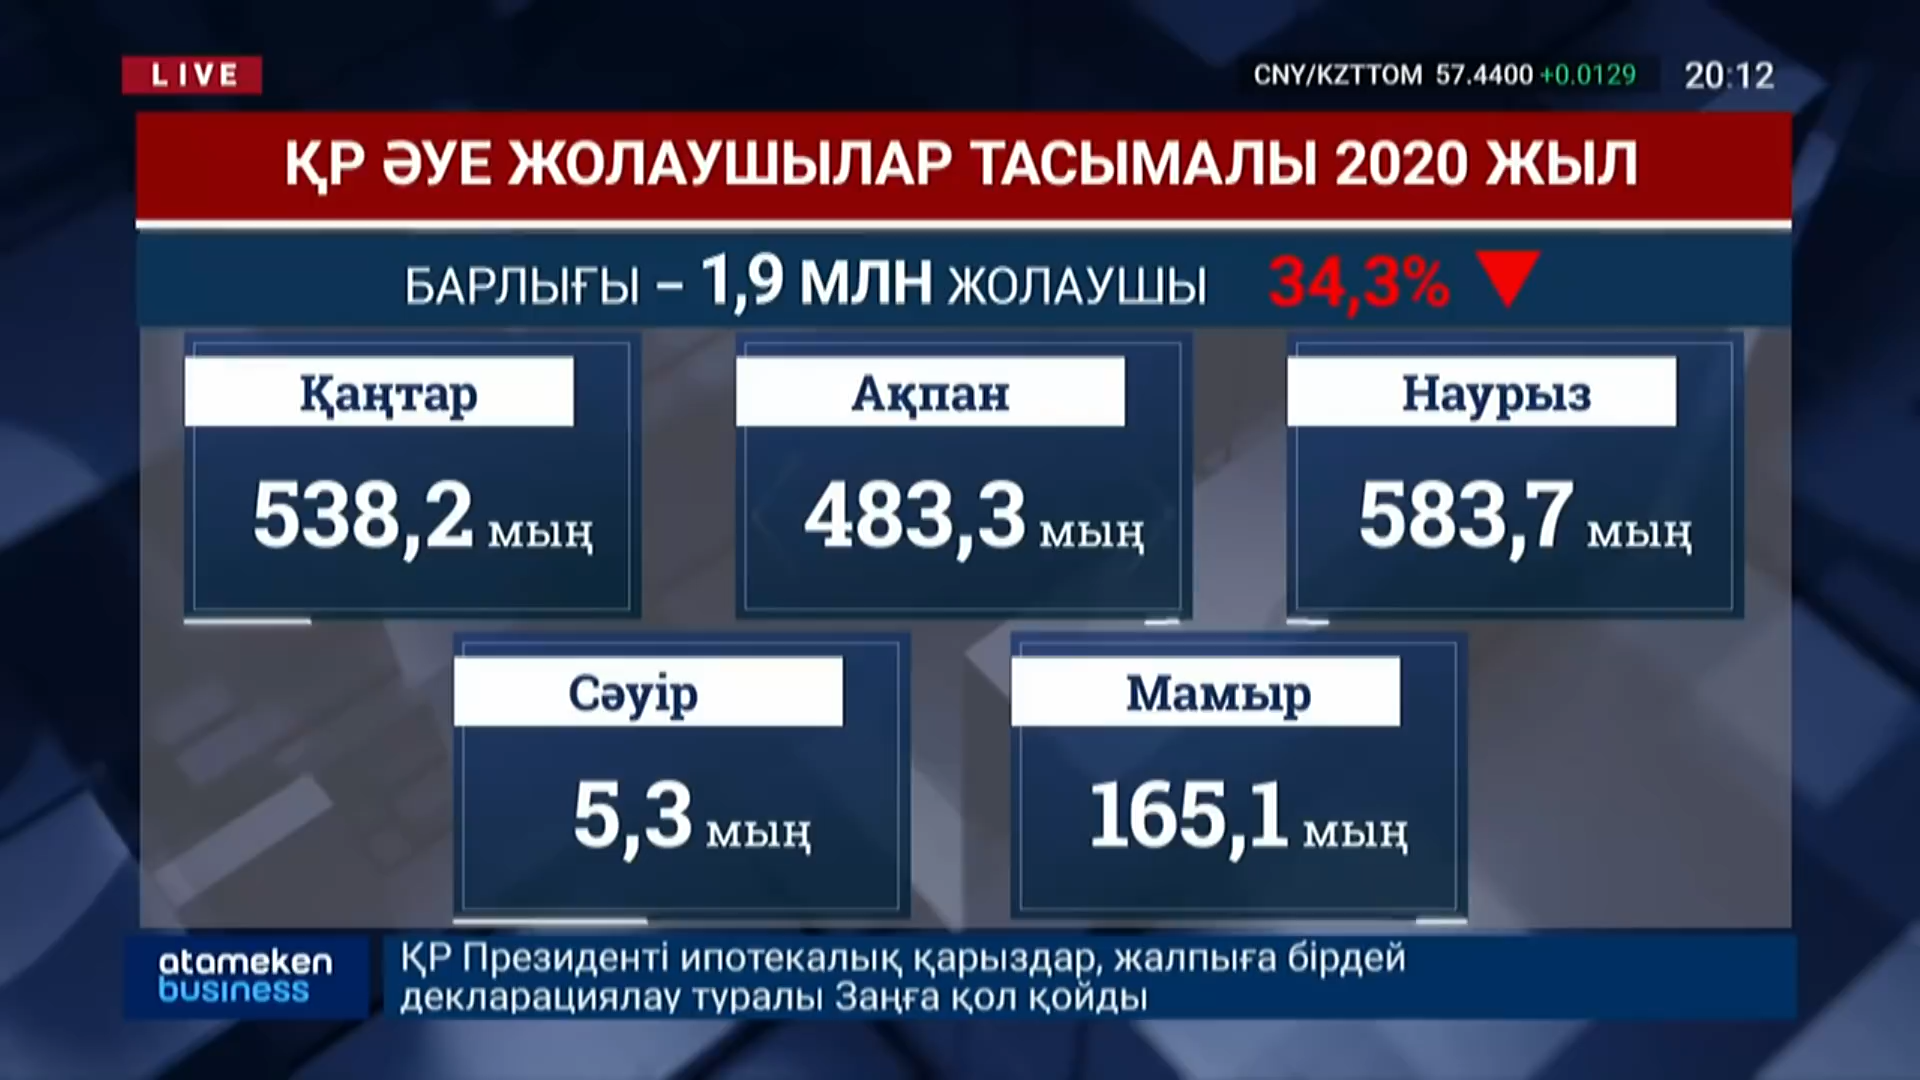 LIVE
CNY/KZTTOM 57.4400 +0.0129 20:12
ҚР ӘУЕ ЖОЛАУШЫЛАР ТАСЫМАЛЫ 2020 ЖЫЛ
БАРЛЫҒЫ – 1,9 МЛН ЖОЛАУШЫ 34,3%
Қаңтар
538,2 мың
Ақпан
483,3 мың
Наурыз
583,7 мың
Сәуір
5,3 мың
Мамыр
165,1 мың
atameken
business
ҚР Президенті ипотекалық қарыздар, жалпыға бірдей
декларациялау туралы Заңға қол қойды